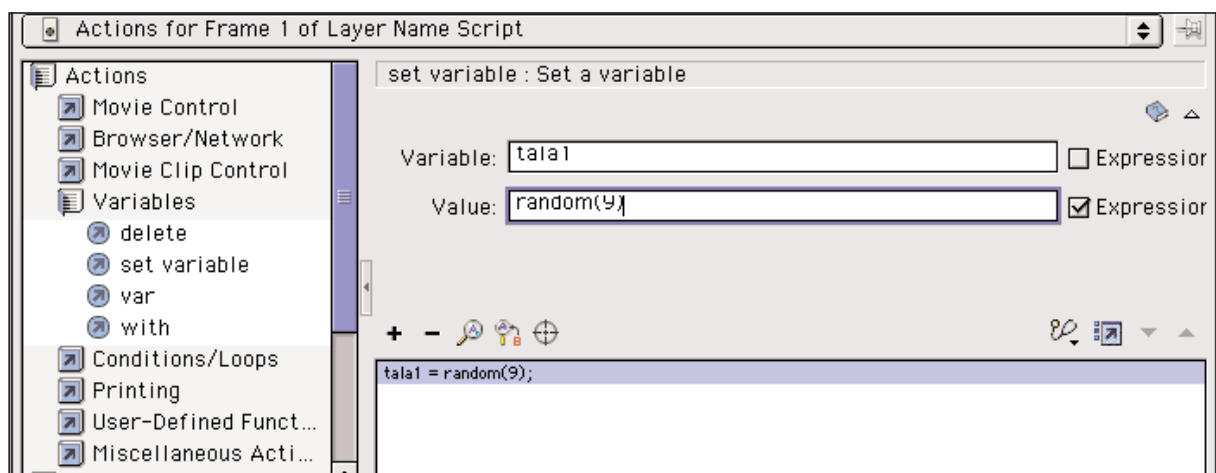 Actions for Frame 1 of Layer Name Script
Actions
Movie Control
Browser/Network
Movie Clip Control
Variables
delete
set variable
var
with
Conditions/Loops
Printing
User-Defined Funct...
Miscellaneous Acti...
set variable : Set a variable
Variable: tala1 Expression
Value: random(9) Expression
tala1 = random(9);